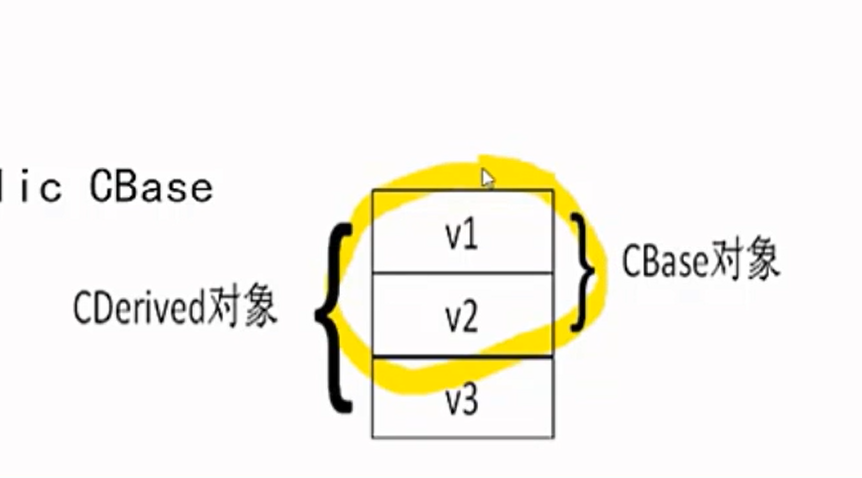 lic CBase
v1
CBase对象
CDerived对象
v2
v3